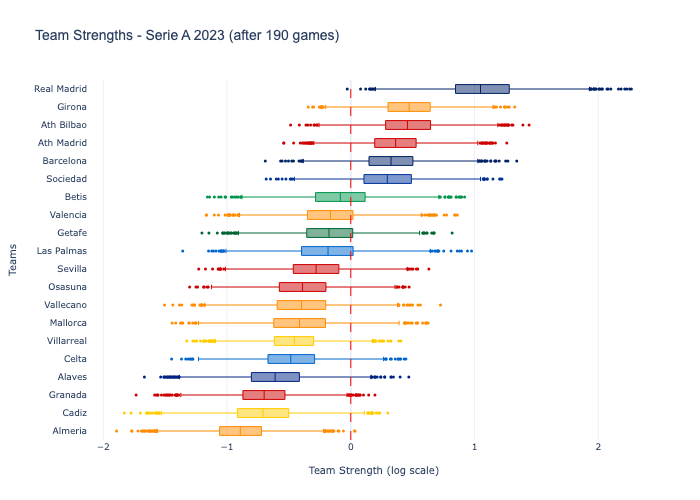 Team Strengths - Serie A 2023 (after 190 games)
Real Madrid
Girona
Ath Bilbao
Ath Madrid
Barcelona
Sociedad
Betis
Valencia
Getafe
Las Palmas
Sevilla
Osasuna
Vallecano
Mallorca
Villarreal
Celta
Alaves
Granada
Cadiz
Almeria
Teams
−2 −1 0 1 2
Team Strength (log scale)